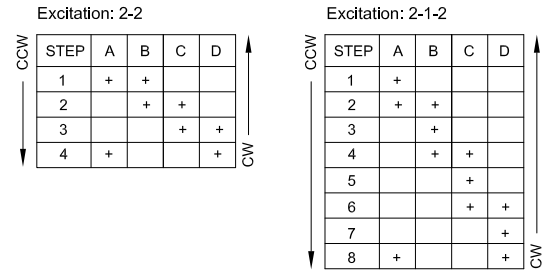 Excitation: 2-2
CCW
STEP A B C D
1 + +
2 + +
3 + +
4 + +
CW
Excitation: 2-1-2
CCW
STEP A B C D
1 +
2 + +
3 +
4 + +
5 +
6 + +
7 +
8 + +
CW